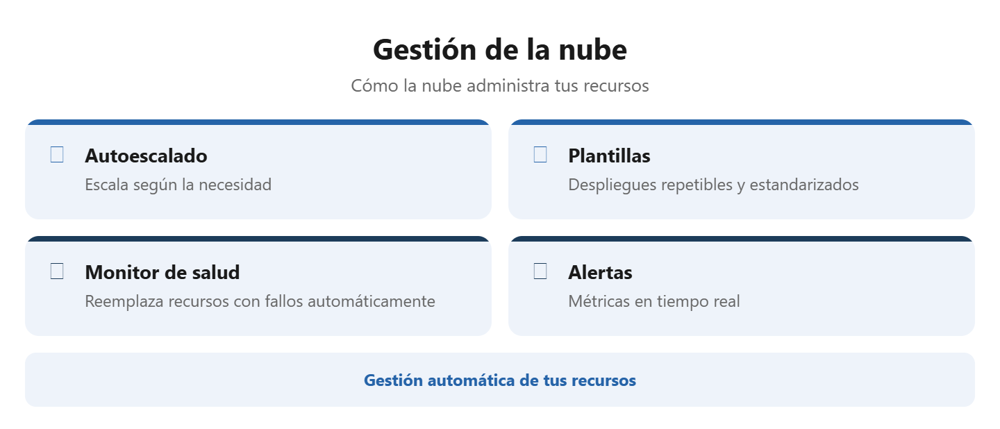 Gestión de la nube
Cómo la nube administra tus recursos
Autoescalado
Escala según la necesidad
Plantillas
Despliegues repetibles y estandarizados
Monitor de salud
Reemplaza recursos con fallos automáticamente
Alertas
Métricas en tiempo real
Gestión automática de tus recursos